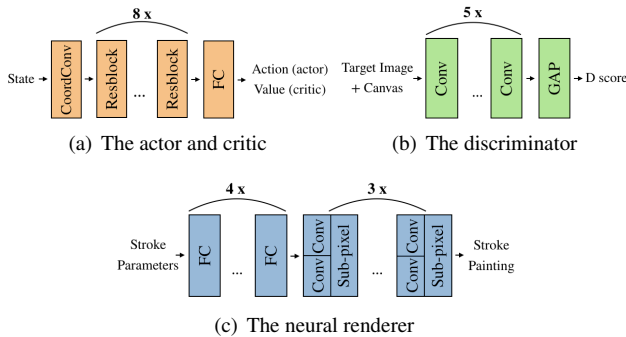 8 x
State
CoordConv
Resblock
...
Resblock
FC
Action (actor)
Value (critic)
(a) The actor and critic
5 x
Target Image
+ Canvas
Conv
...
Conv
GAP
D score
(b) The discriminator
4 x
3 x
Stroke
Parameters
FC
...
FC
Conv
Conv
Sub-pixel
...
Conv
Conv
Sub-pixel
Stroke
Painting
(c) The neural renderer